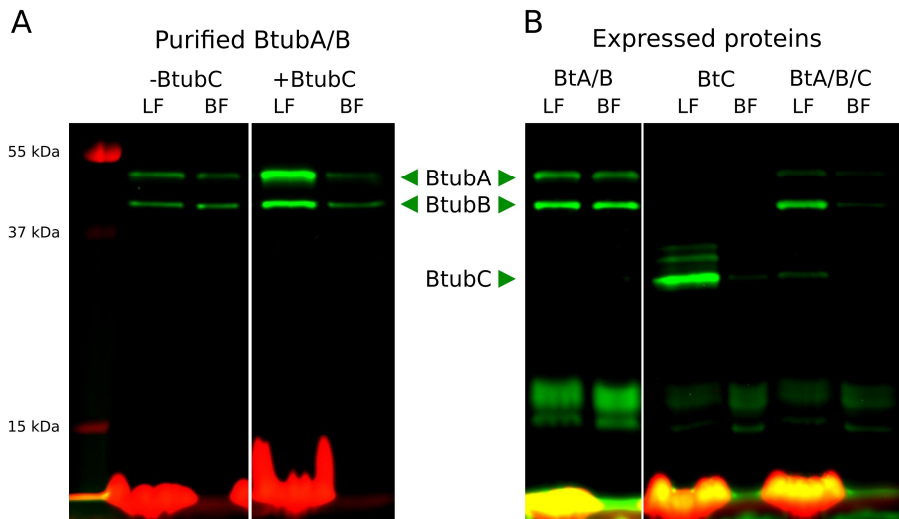 A
Purified BtubA/B
-BtubC +BtubC
LF BF LF BF
55 kDa
37 kDa
15 kDa
BtubA
BtubB
BtubC
B
Expressed proteins
BtA/B BtC BtA/B/C
LF BF LF BF LF BF